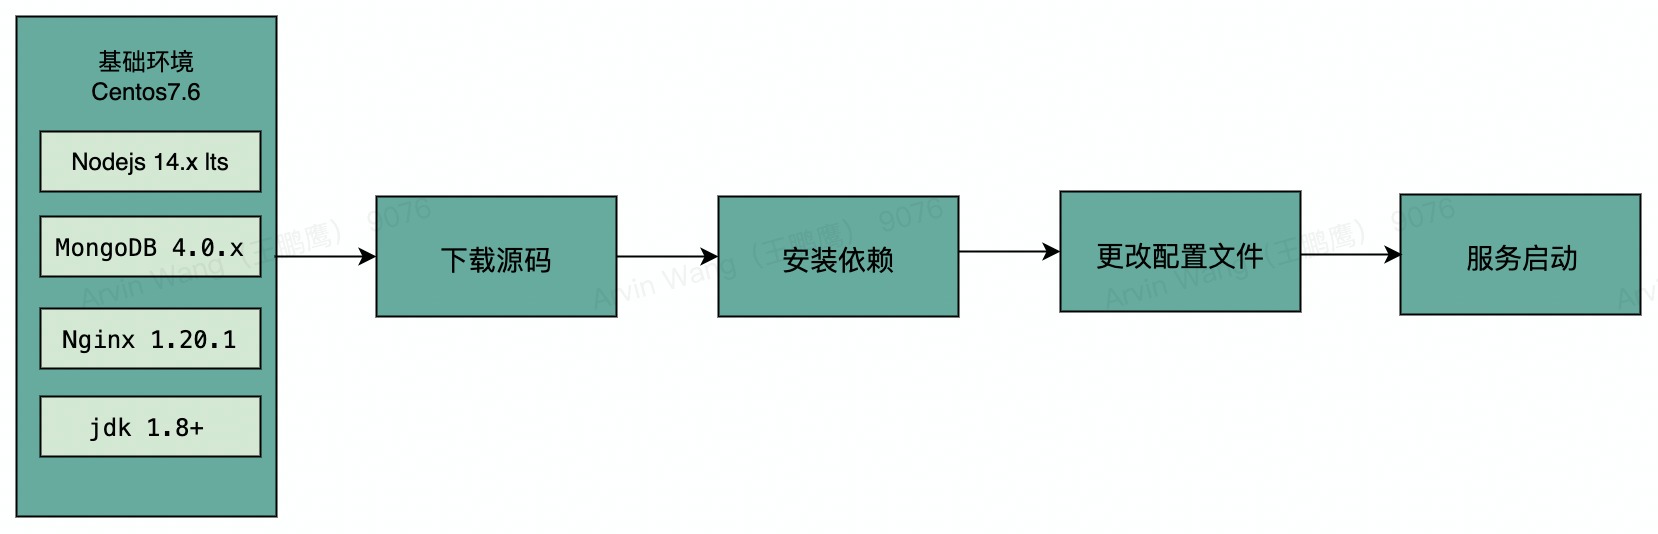 基础环境
Centos7.6
Nodejs 14.x lts
MongoDB 4.0.x
Nginx 1.20.1
jdk 1.8+
下载源码
安装依赖
更改配置文件
服务启动
Arvin Wang（王鹏鹰） 9076
Arvin Wang（王鹏鹰） 9076
Arvin Wang（王鹏鹰） 9076
Arvin